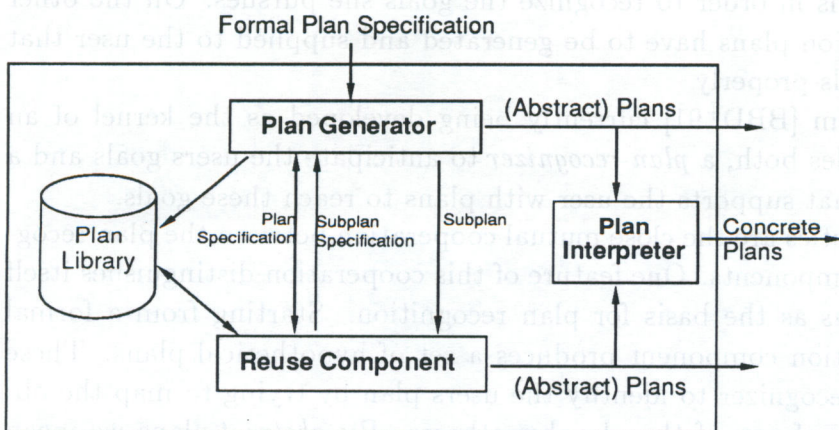 Formal Plan Specification
(Abstract) Plans
Plan Generator
Plan
Library
Plan
Specification
Subplan
Specification
Subplan
Plan
Interpreter
Concrete
Plans
Reuse Component
(Abstract) Plans